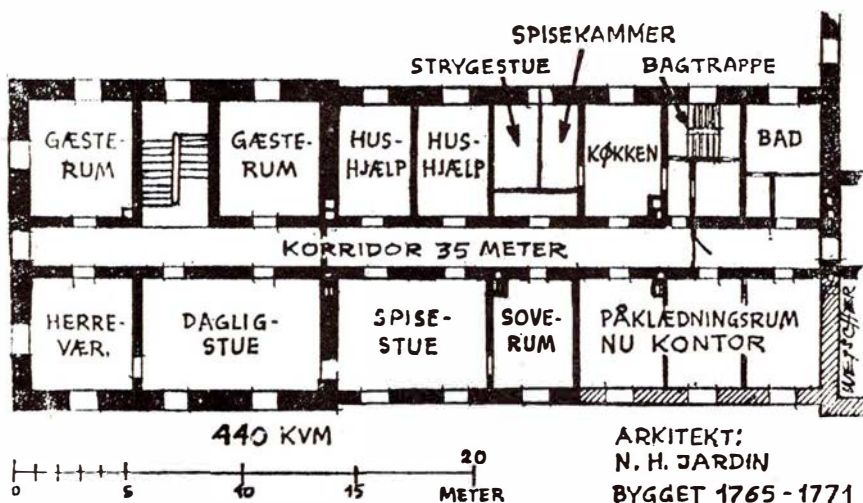 SPISEKAMMER
STRYGESTUE
BAGTRAPPE
GÆSTE-
RUM
GÆSTE-
RUM
HUS-
HJÆLP
HUS-
HJÆLP
KØKKEN
BAD
KORRIDOR 35 METER
HERRE-
VÆR.
DAGLIG-
STUE
SPISE-
STUE
SOVE-
RUM
PÅKLÆDNINGSRUM
NU KONTOR
440 KVM
0 1 5 10 15 20
METER
ARKITEKT:
N. H. JARDIN
BYGGET 1765-1771